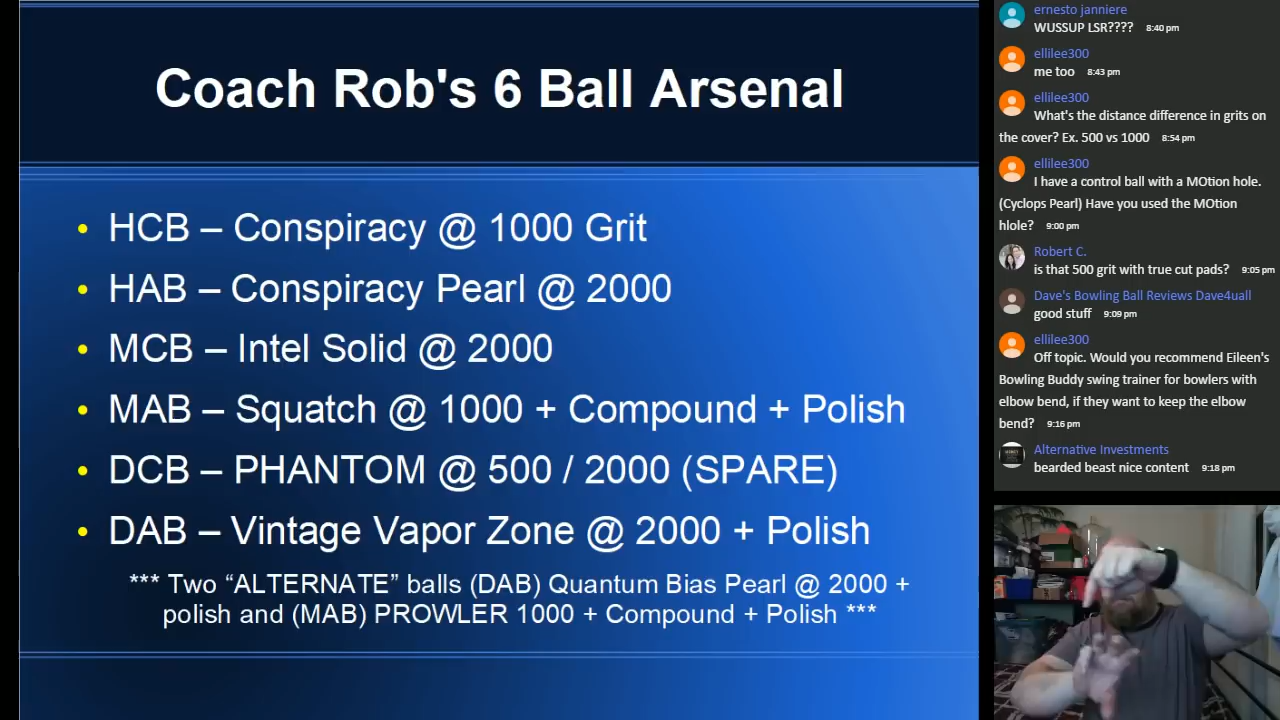 Coach Rob's 6 Ball Arsenal
• HCB – Conspiracy @ 1000 Grit
• HAB – Conspiracy Pearl @ 2000
• MCB – Intel Solid @ 2000
• MAB – Squatch @ 1000 + Compound + Polish
• DCB – PHANTOM @ 500 / 2000 (SPARE)
• DAB – Vintage Vapor Zone @ 2000 + Polish
*** Two “ALTERNATE” balls (DAB) Quantum Bias Pearl @ 2000 +
polish and (MAB) PROWLER 1000 + Compound + Polish ***
ernesto janniere
WUSSUP LSR???? 8:40 pm
ellilee300
me too 8:43 pm
ellilee300
What's the distance difference in grits on
the cover? Ex. 500 vs 1000 8:54 pm
ellilee300
I have a control ball with a MOtion hole.
(Cyclops Pearl) Have you used the MOtion
hlole? 9:00 pm
Robert C.
is that 500 grit with true cut pads? 9:05 pm
Dave's Bowling Ball Reviews Dave4uall
good stuff 9:09 pm
ellilee300
Off topic. Would you recommend Eileen's
Bowling Buddy swing trainer for bowlers with
elbow bend, if they want to keep the elbow
bend? 9:16 pm
Alternative Investments
bearded beast nice content 9:18 pm